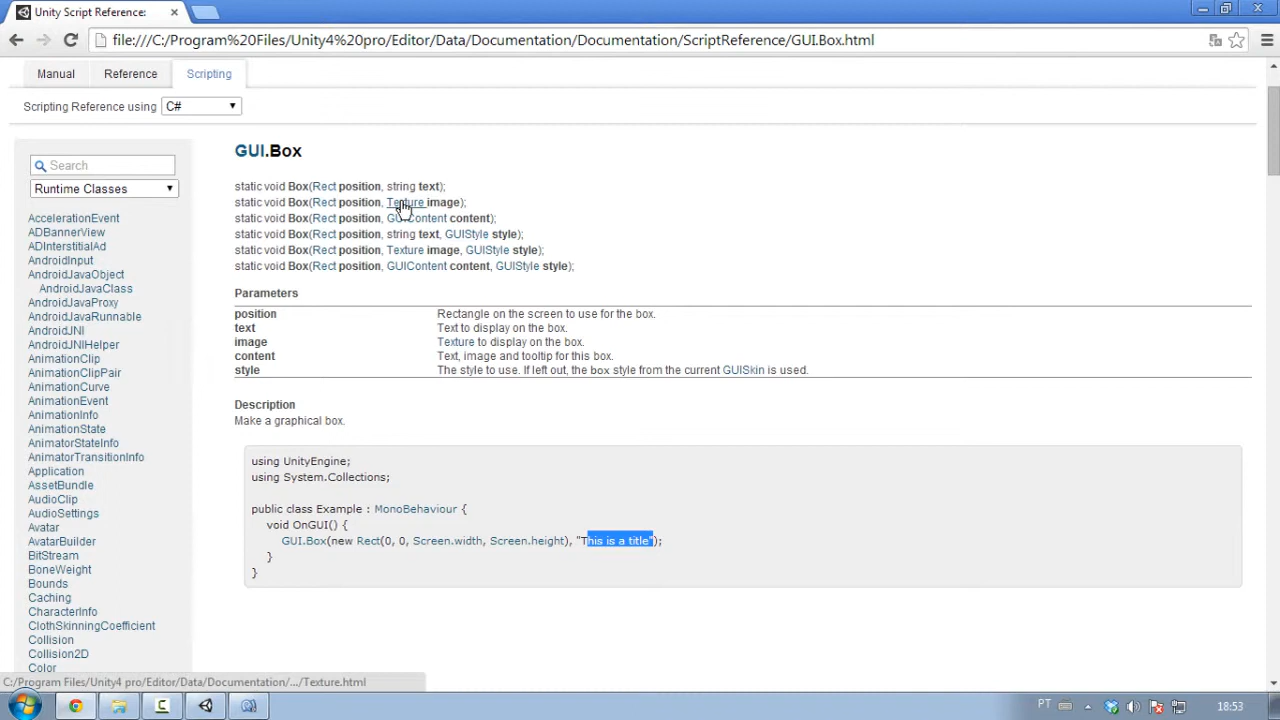 Unity Script Reference:
file:///C:/Program%20Files/Unity4%20pro/Editor/Data/Documentation/Documentation/ScriptReference/GUI.Box.html
Manual Reference Scripting
Scripting Reference using C#
Search
Runtime Classes
AccelerationEvent
ADBannerView
ADInterstitialAd
AndroidInput
AndroidJavaObject
AndroidJavaClass
AndroidJavaProxy
AndroidJavaRunnable
AndroidJNI
AndroidJNIHelper
AnimationClip
AnimationClipPair
AnimationCurve
AnimationEvent
AnimationInfo
AnimationState
AnimatorStateInfo
AnimatorTransitionInfo
Application
AssetBundle
AudioClip
AudioSettings
Avatar
AvatarBuilder
BitStream
BoneWeight
Bounds
Caching
CharacterInfo
ClothSkinningCoefficient
Collision
Collision2D
Color
GUI.Box
static void Box(Rect position, string text);
static void Box(Rect position, Texture image);
static void Box(Rect position, GUIContent content);
static void Box(Rect position, string text, GUIStyle style);
static void Box(Rect position, Texture image, GUIStyle style);
static void Box(Rect position, GUIContent content, GUIStyle style);
Parameters
position Rectangle on the screen to use for the box.
text Text to display on the box.
image Texture to display on the box.
content Text, image and tooltip for this box.
style The style to use. If left out, the box style from the current GUISkin is used.
Description
Make a graphical box.
using UnityEngine;
using System.Collections;
public class Example : MonoBehaviour {
void OnGUI() {
GUI.Box(new Rect(0, 0, Screen.width, Screen.height), "This is a title");
}
}
C:/Program Files/Unity4 pro/Editor/Data/Documentation/.../Texture.html
PT
18:53